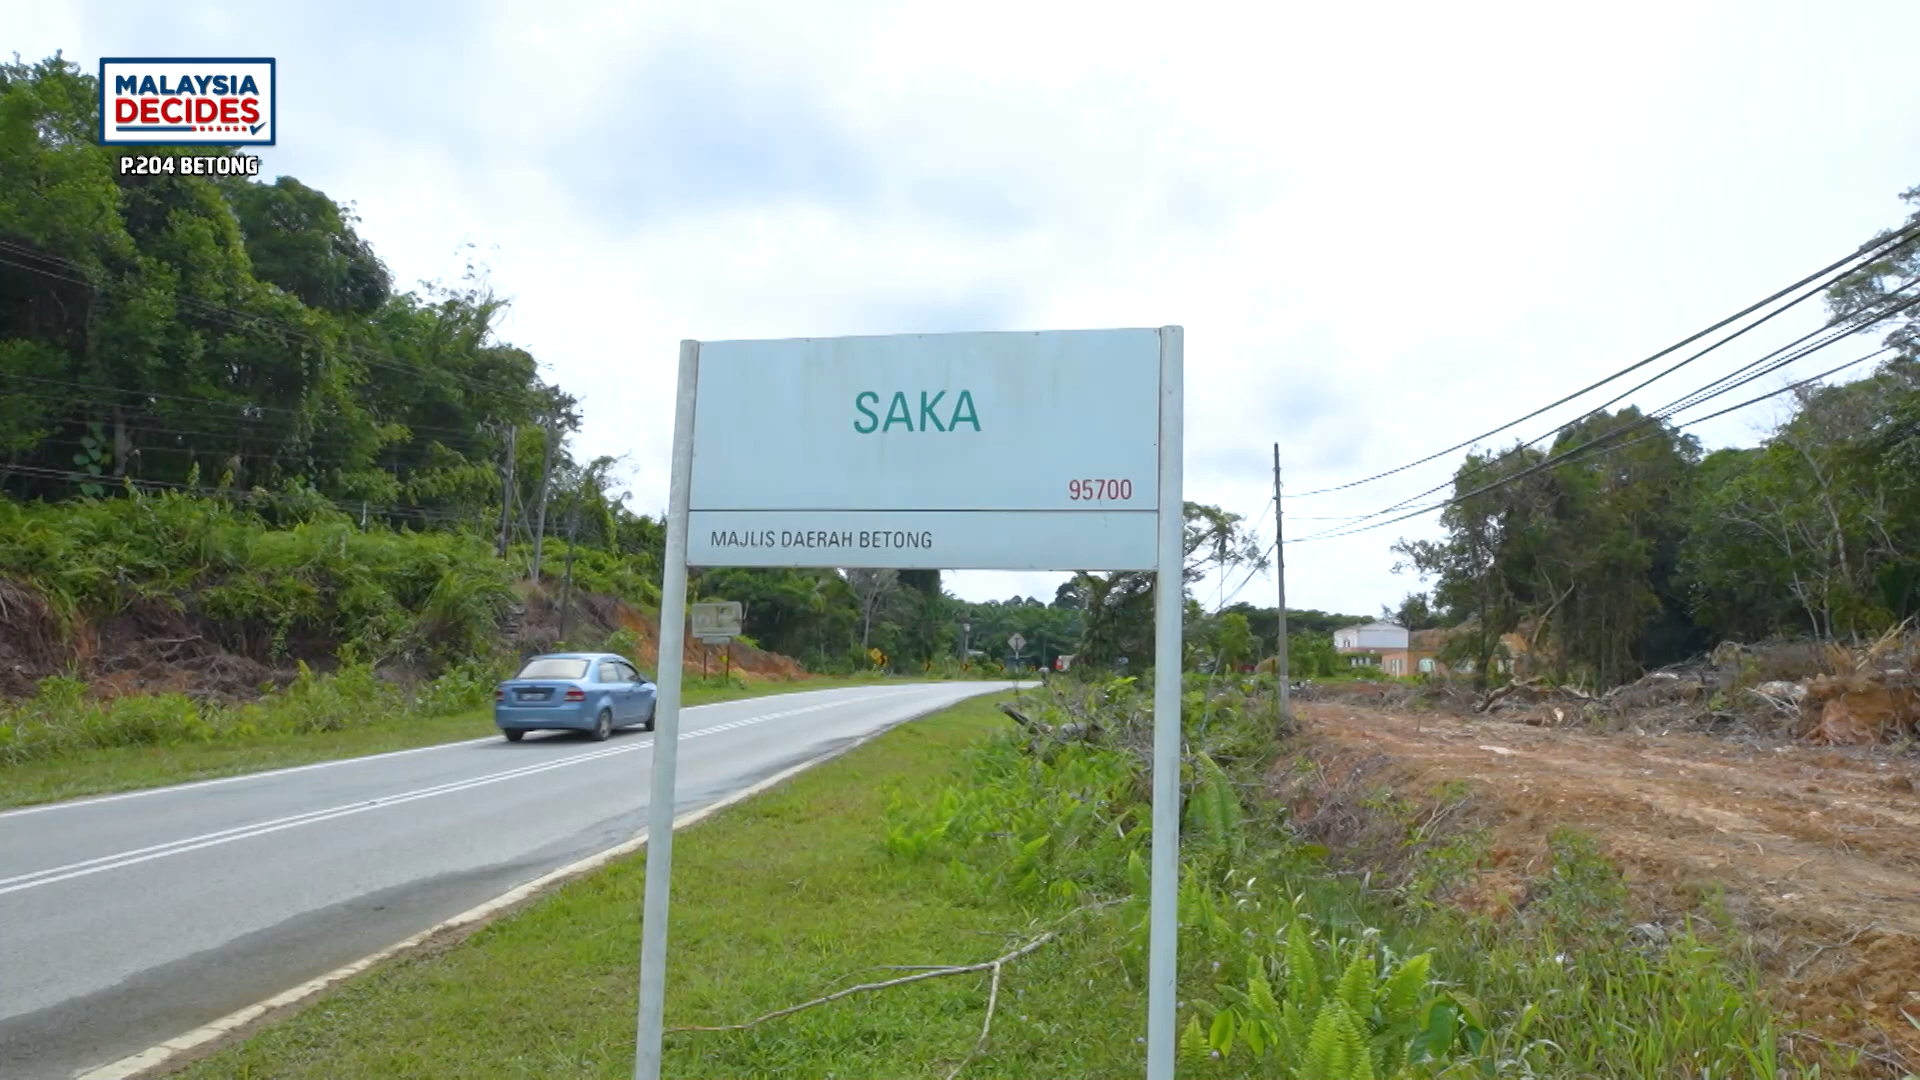 MALAYSIA
DECIDES
P.204 BETONG
SAKA
95700
MAJLIS DAERAH BETONG